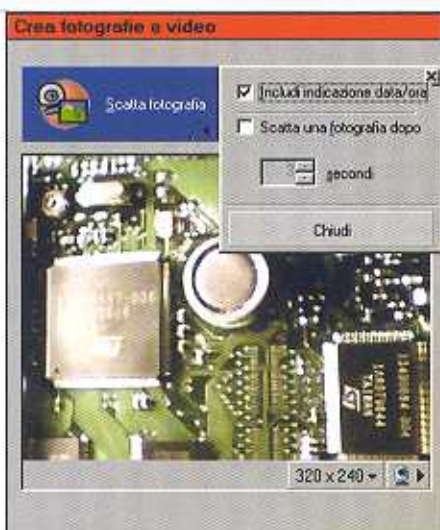 Crea fotografie e video
Scatta fotografia
Includi indicazione data/ora
Scatta una fotografia dopo
3 secondi
Chiudi
320 x 240